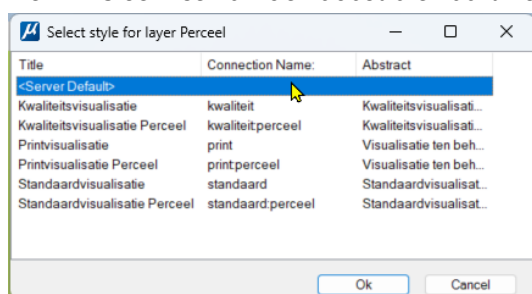 Select style for layer Perceel
Title Connection Name: Abstract
<Server Default>
Kwaliteitsvisualisatie kwaliteit Kwaliteitsvisualisati...
Kwaliteitsvisualisatie Perceel kwaliteit:perceel Kwaliteitsvisualisati...
Printvisualisatie print Visualisatie ten beh...
Printvisualisatie Perceel print:perceel Visualisatie ten beh...
Standaardvisualisatie standaard Standaardvisualisat...
Standaardvisualisatie Perceel standaard:perceel Standaardvisualisat...
Ok Cancel